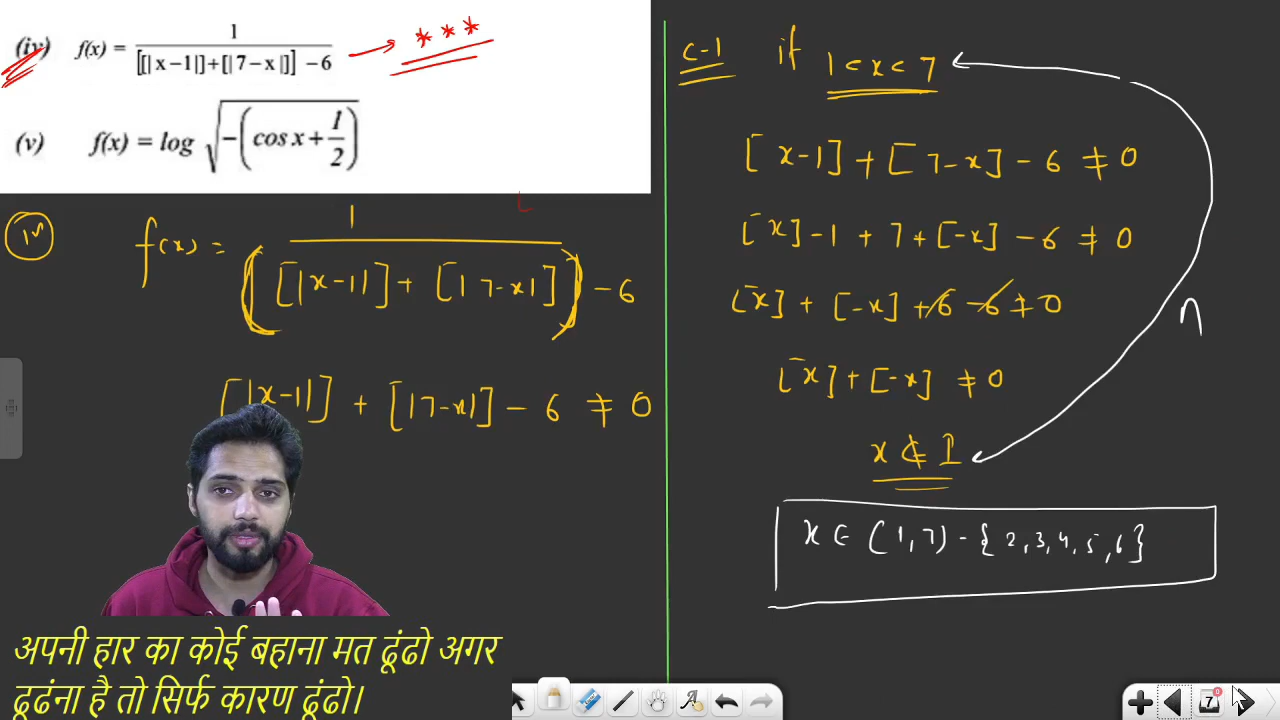 (iv) f(x) = 1 / [[|x−1|]+[|7−x|]] −6 → ***
(v) f(x) = log √−(cos x + 1/2)
iv f(x) = 1 / ([|x−1|] + [|7−x|]) − 6
[|x−1|] + [|7−x|] − 6 ≠ 0
अपनी हार का कोई बहाना मत ढूंढो अगर
ढूढंना है तो सिर्फ कारण ढूंढो।
C-1 if 1 < x < 7
[x−1] + [7−x] − 6 ≠ 0
[x] − 1 + 7 + [−x] − 6 ≠ 0
[x] + [−x] + 6 − 6 ≠ 0
[x] + [−x] ≠ 0
x ∉ I
∩
x ∈ (1,7) − {2,3,4,5,6}
7